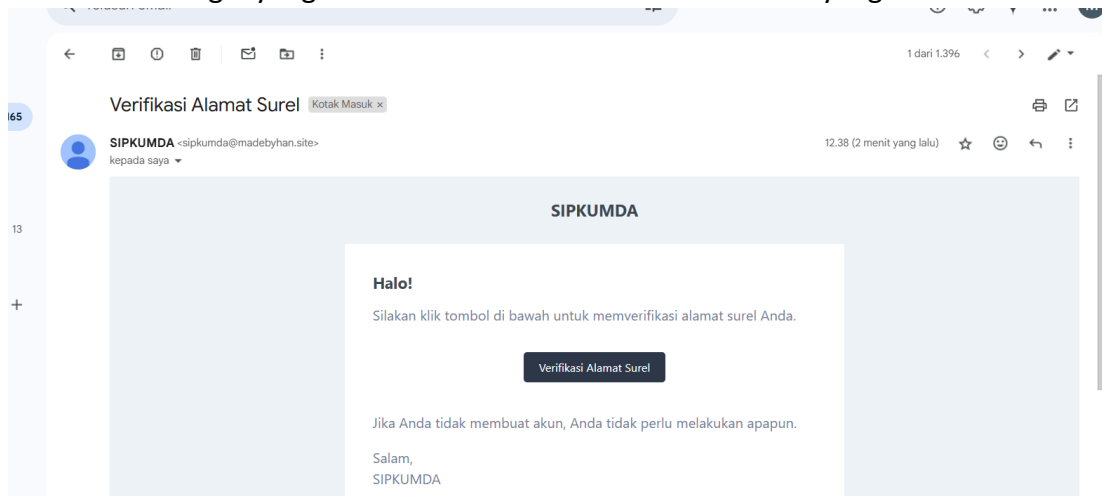 1 dari 1.396
Verifikasi Alamat Surel Kotak Masuk ×
165
SIPKUMDA <sipkumda@madebyhan.site> 12.38 (2 menit yang lalu)
kepada saya
SIPKUMDA
13
Halo!
Silakan klik tombol di bawah untuk memverifikasi alamat surel Anda.
Verifikasi Alamat Surel
Jika Anda tidak membuat akun, Anda tidak perlu melakukan apapun.
Salam,
SIPKUMDA